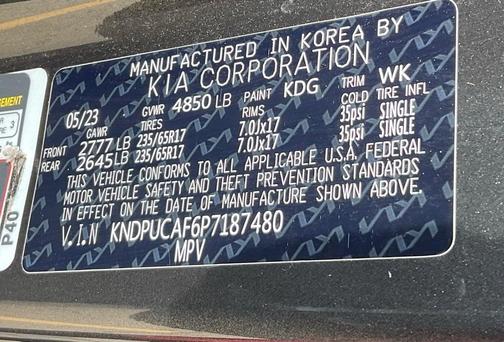 MANUFACTURED IN KOREA BY
KIA CORPORATION
05/23 GVWR 4850 LB PAINT KDG TRIM WK
GAWR TIRES RIMS COLD TIRE INFL
FRONT 2777 LB 235/65R17 7.0Jx17 35psi SINGLE
REAR 2645 LB 235/65R17 7.0Jx17 35psi SINGLE
THIS VEHICLE CONFORMS TO ALL APPLICABLE U.S.A. FEDERAL
MOTOR VEHICLE SAFETY AND THEFT PREVENTION STANDARDS
IN EFFECT ON THE DATE OF MANUFACTURE SHOWN ABOVE.
V.I.N KNDPUCAF6P7187480
MPV
P40